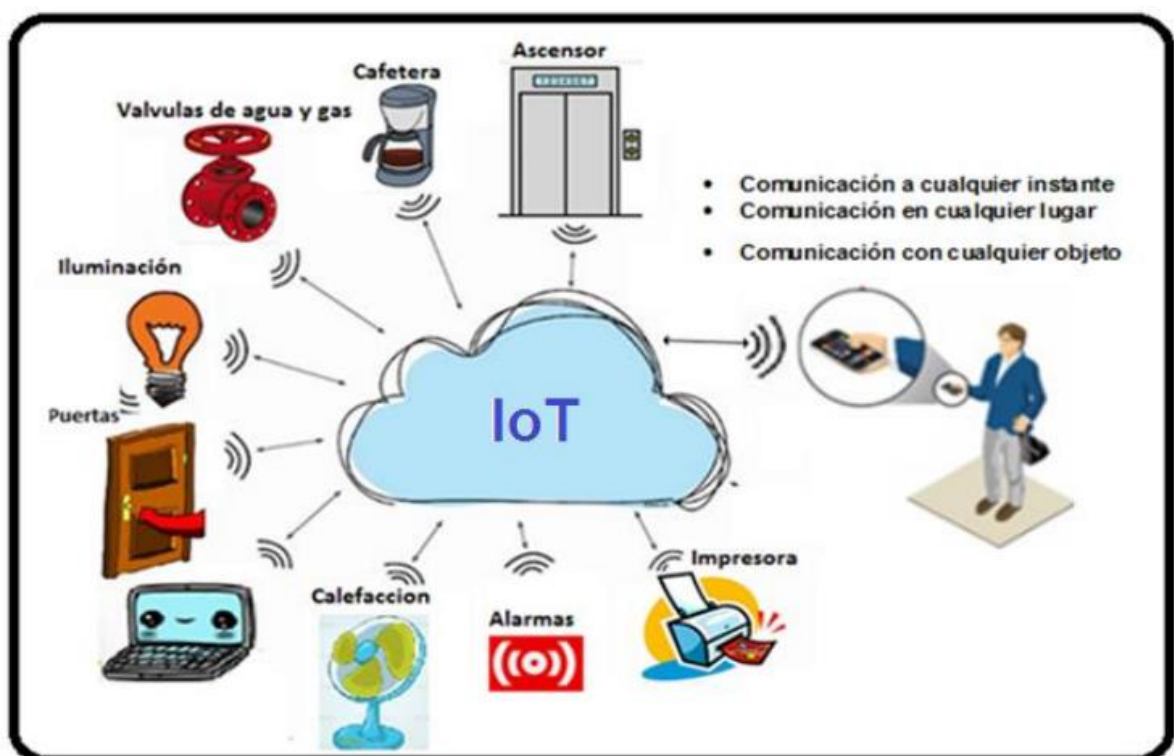 Ascensor
Cafetera
Valvulas de agua y gas
• Comunicación a cualquier instante
• Comunicación en cualquier lugar
• Comunicación con cualquier objeto
Iluminación
Puertas
IoT
Impresora
Calefaccion
Alarmas